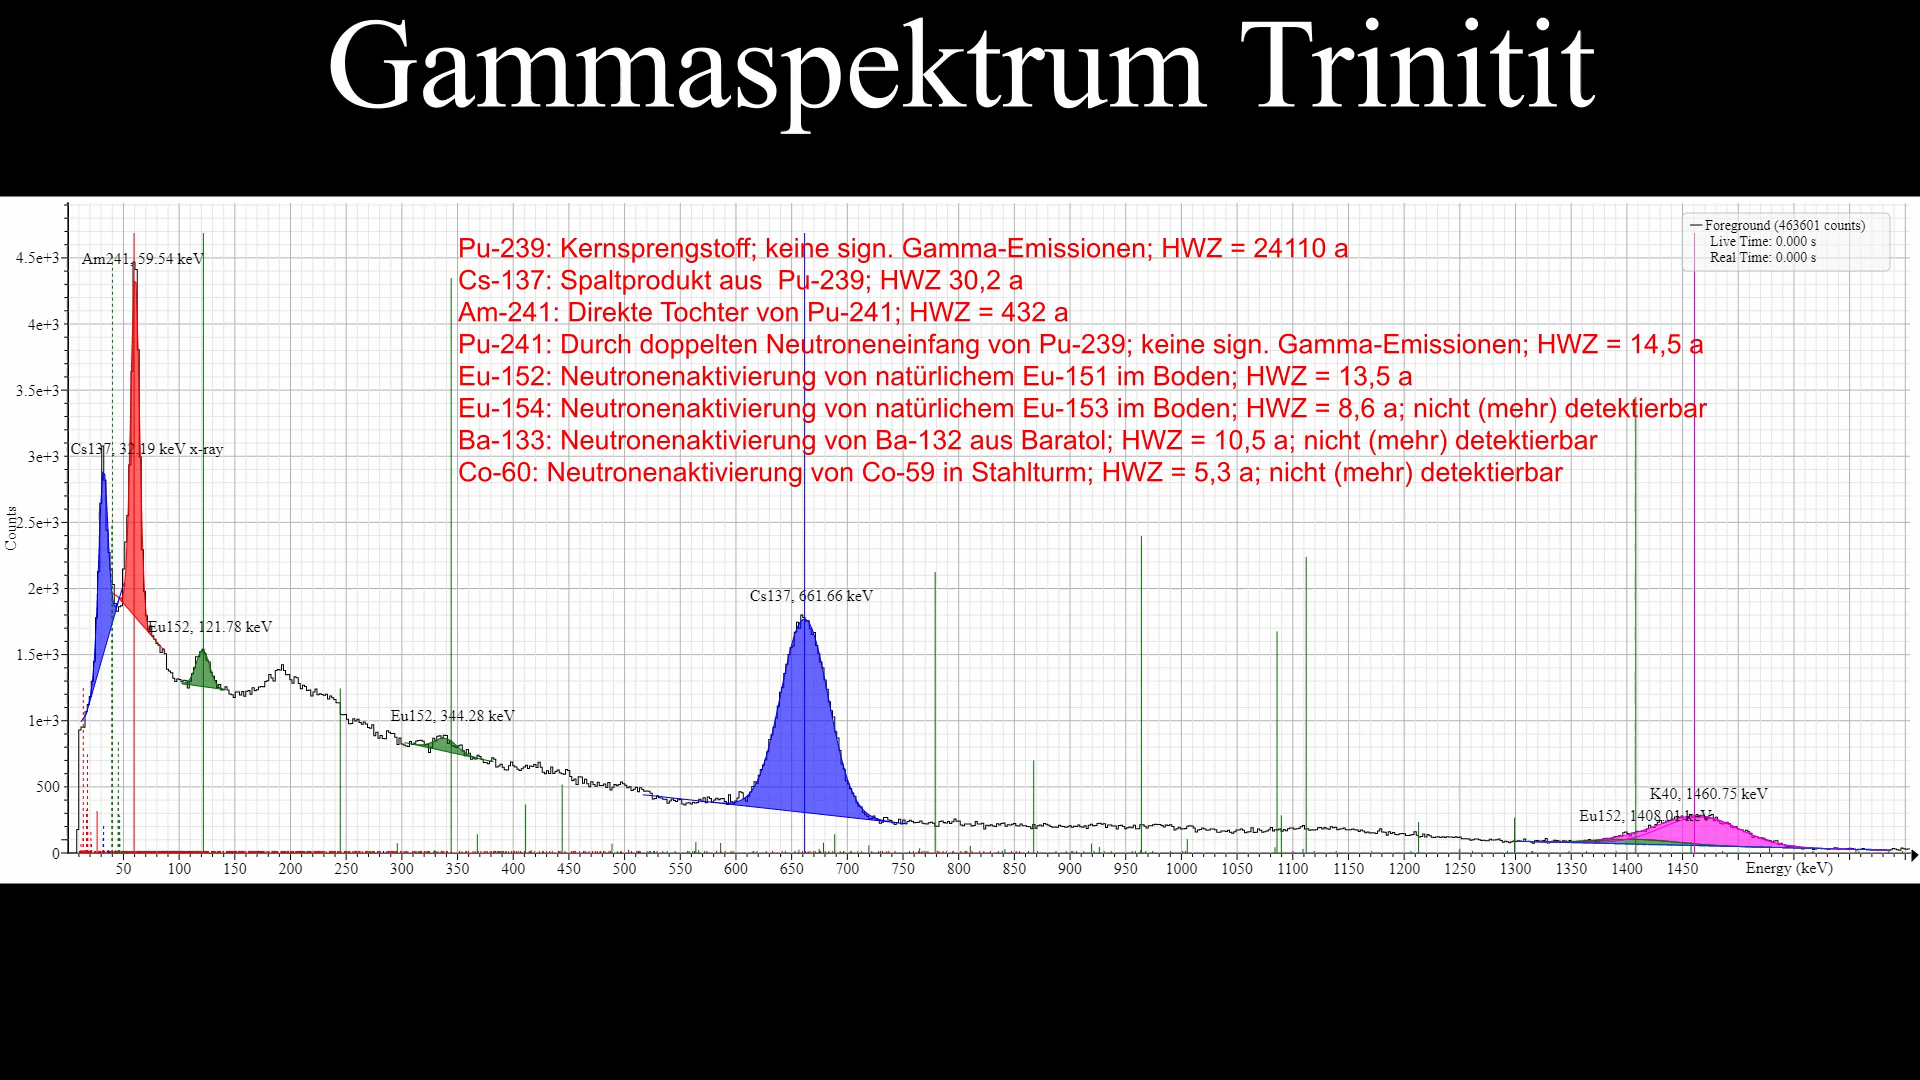 Gammaspektrum Trinitit
Foreground (463601 counts)
Live Time: 0.000 s
Real Time: 0.000 s
Pu-239: Kernsprengstoff; keine sign. Gamma-Emissionen; HWZ = 24110 a
Cs-137: Spaltprodukt aus  Pu-239; HWZ 30,2 a
Am-241: Direkte Tochter von Pu-241; HWZ = 432 a
Pu-241: Durch doppelten Neutroneneinfang von Pu-239; keine sign. Gamma-Emissionen; HWZ = 14,5 a
Eu-152: Neutronenaktivierung von natürlichem Eu-151 im Boden; HWZ = 13,5 a
Eu-154: Neutronenaktivierung von natürlichem Eu-153 im Boden; HWZ = 8,6 a; nicht (mehr) detektierbar
Ba-133: Neutronenaktivierung von Ba-132 aus Baratol; HWZ = 10,5 a; nicht (mehr) detektierbar
Co-60: Neutronenaktivierung von Co-59 in Stahlturm; HWZ = 5,3 a; nicht (mehr) detektierbar
Am241, 59.54 keV
Cs137, 32.19 keV x-ray
Eu152, 121.78 keV
Eu152, 344.28 keV
Cs137, 661.66 keV
K40, 1460.75 keV
Eu152, 1408.01 keV
Counts
4.5e+3
4e+3
3.5e+3
3e+3
2.5e+3
2e+3
1.5e+3
1e+3
500
0
50 100 150 200 250 300 350 400 450 500 550 600 650 700 750 800 850 900 950 1000 1050 1100 1150 1200 1250 1300 1350 1400 1450
Energy (keV)